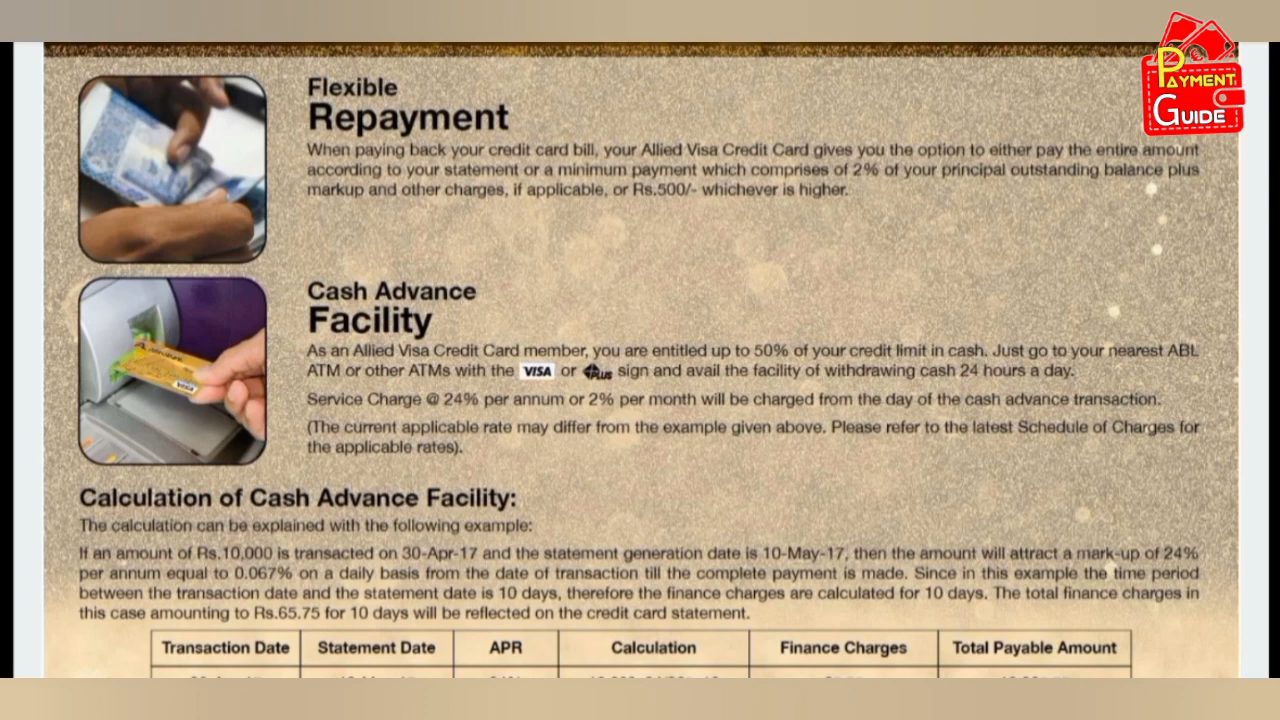 PAYMENT
GUIDE
Flexible
Repayment
When paying back your credit card bill, your Allied Visa Credit Card gives you the option to either pay the entire amount
according to your statement or a minimum payment which comprises of 2% of your principal outstanding balance plus
markup and other charges, if applicable, or Rs.500/- whichever is higher.
Cash Advance
Facility
As an Allied Visa Credit Card member, you are entitled up to 50% of your credit limit in cash. Just go to your nearest ABL
ATM or other ATMs with the VISA or PLUS sign and avail the facility of withdrawing cash 24 hours a day.
Service Charge @ 24% per annum or 2% per month will be charged from the day of the cash advance transaction.
(The current applicable rate may differ from the example given above. Please refer to the latest Schedule of Charges for
the applicable rates).
Calculation of Cash Advance Facility:
The calculation can be explained with the following example:
If an amount of Rs.10,000 is transacted on 30-Apr-17 and the statement generation date is 10-May-17, then the amount will attract a mark-up of 24%
per annum equal to 0.067% on a daily basis from the date of transaction till the complete payment is made. Since in this example the time period
between the transaction date and the statement date is 10 days, therefore the finance charges are calculated for 10 days. The total finance charges in
this case amounting to Rs.65.75 for 10 days will be reflected on the credit card statement.
Transaction Date Statement Date APR Calculation Finance Charges Total Payable Amount